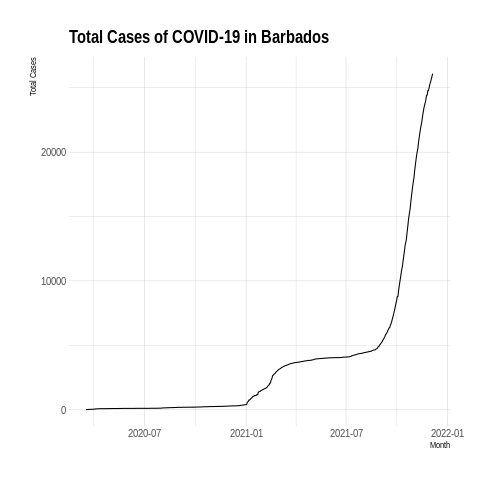 Total Cases of COVID-19 in Barbados
Total Cases
20000
10000
0
2020-07 2021-01 2021-07 2022-01
Month